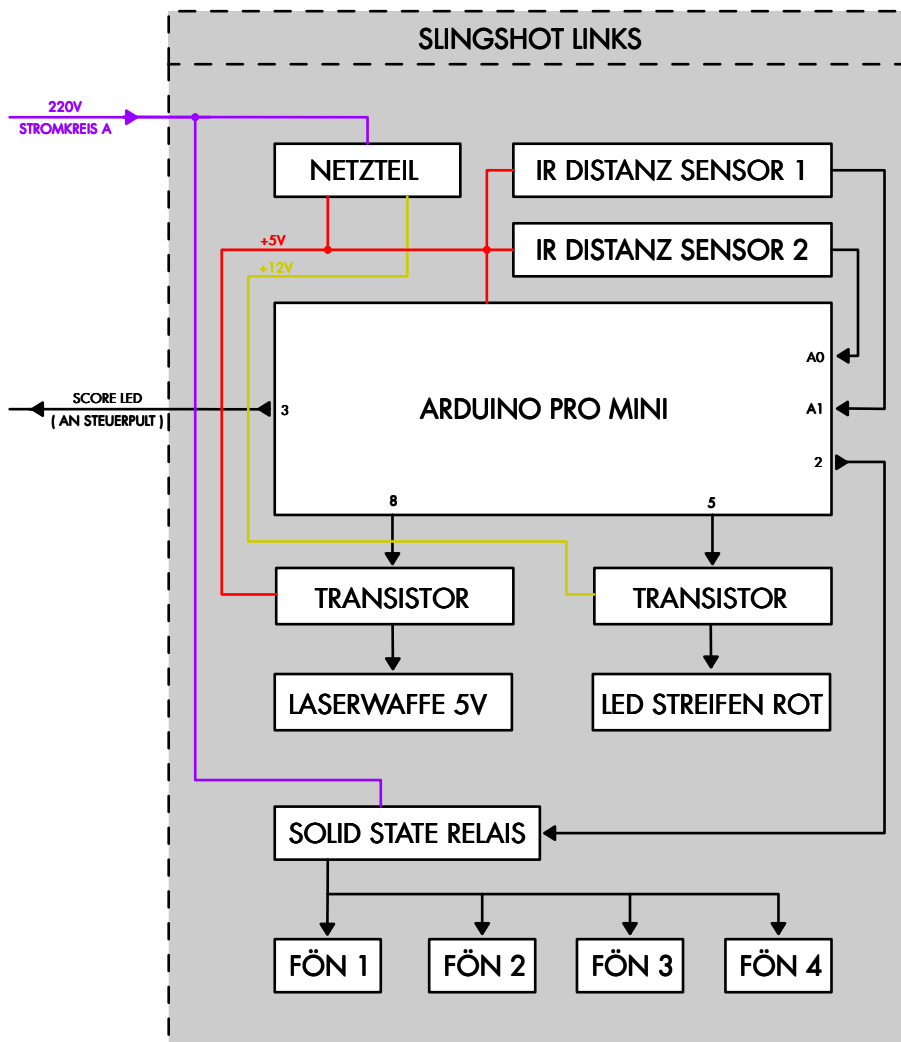 SLINGSHOT LINKS
220V
STROMKREIS A
NETZTEIL
IR DISTANZ SENSOR 1
IR DISTANZ SENSOR 2
+5V
+12V
A0
SCORE LED
( AN STEUERPULT )
3
ARDUINO PRO MINI
A1
2
8
5
TRANSISTOR
TRANSISTOR
LASERWAFFE 5V
LED STREIFEN ROT
SOLID STATE RELAIS
FÖN 1
FÖN 2
FÖN 3
FÖN 4